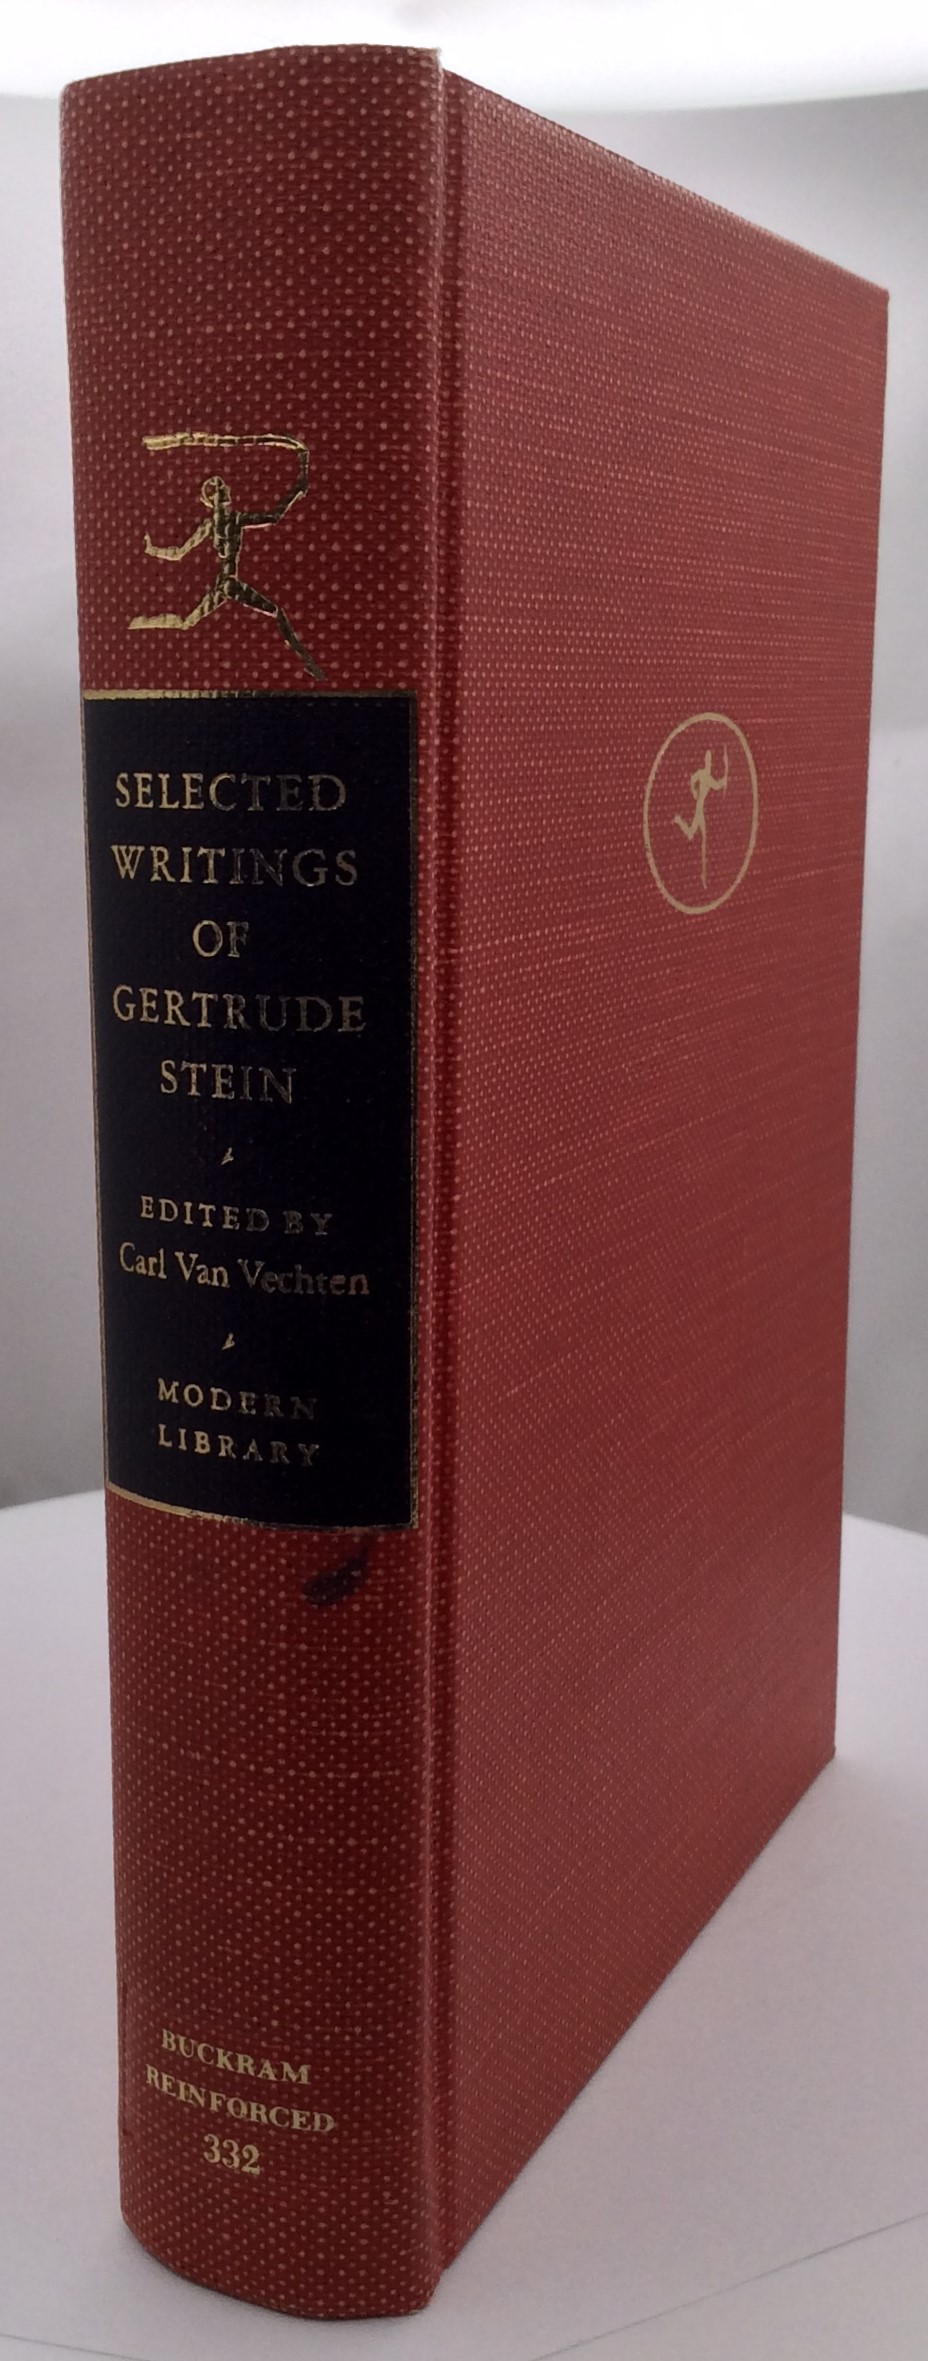 SELECTED
WRITINGS
OF
GERTRUDE
STEIN
EDITED BY
Carl Van Vechten
MODERN
LIBRARY
BUCKRAM
REINFORCED
332